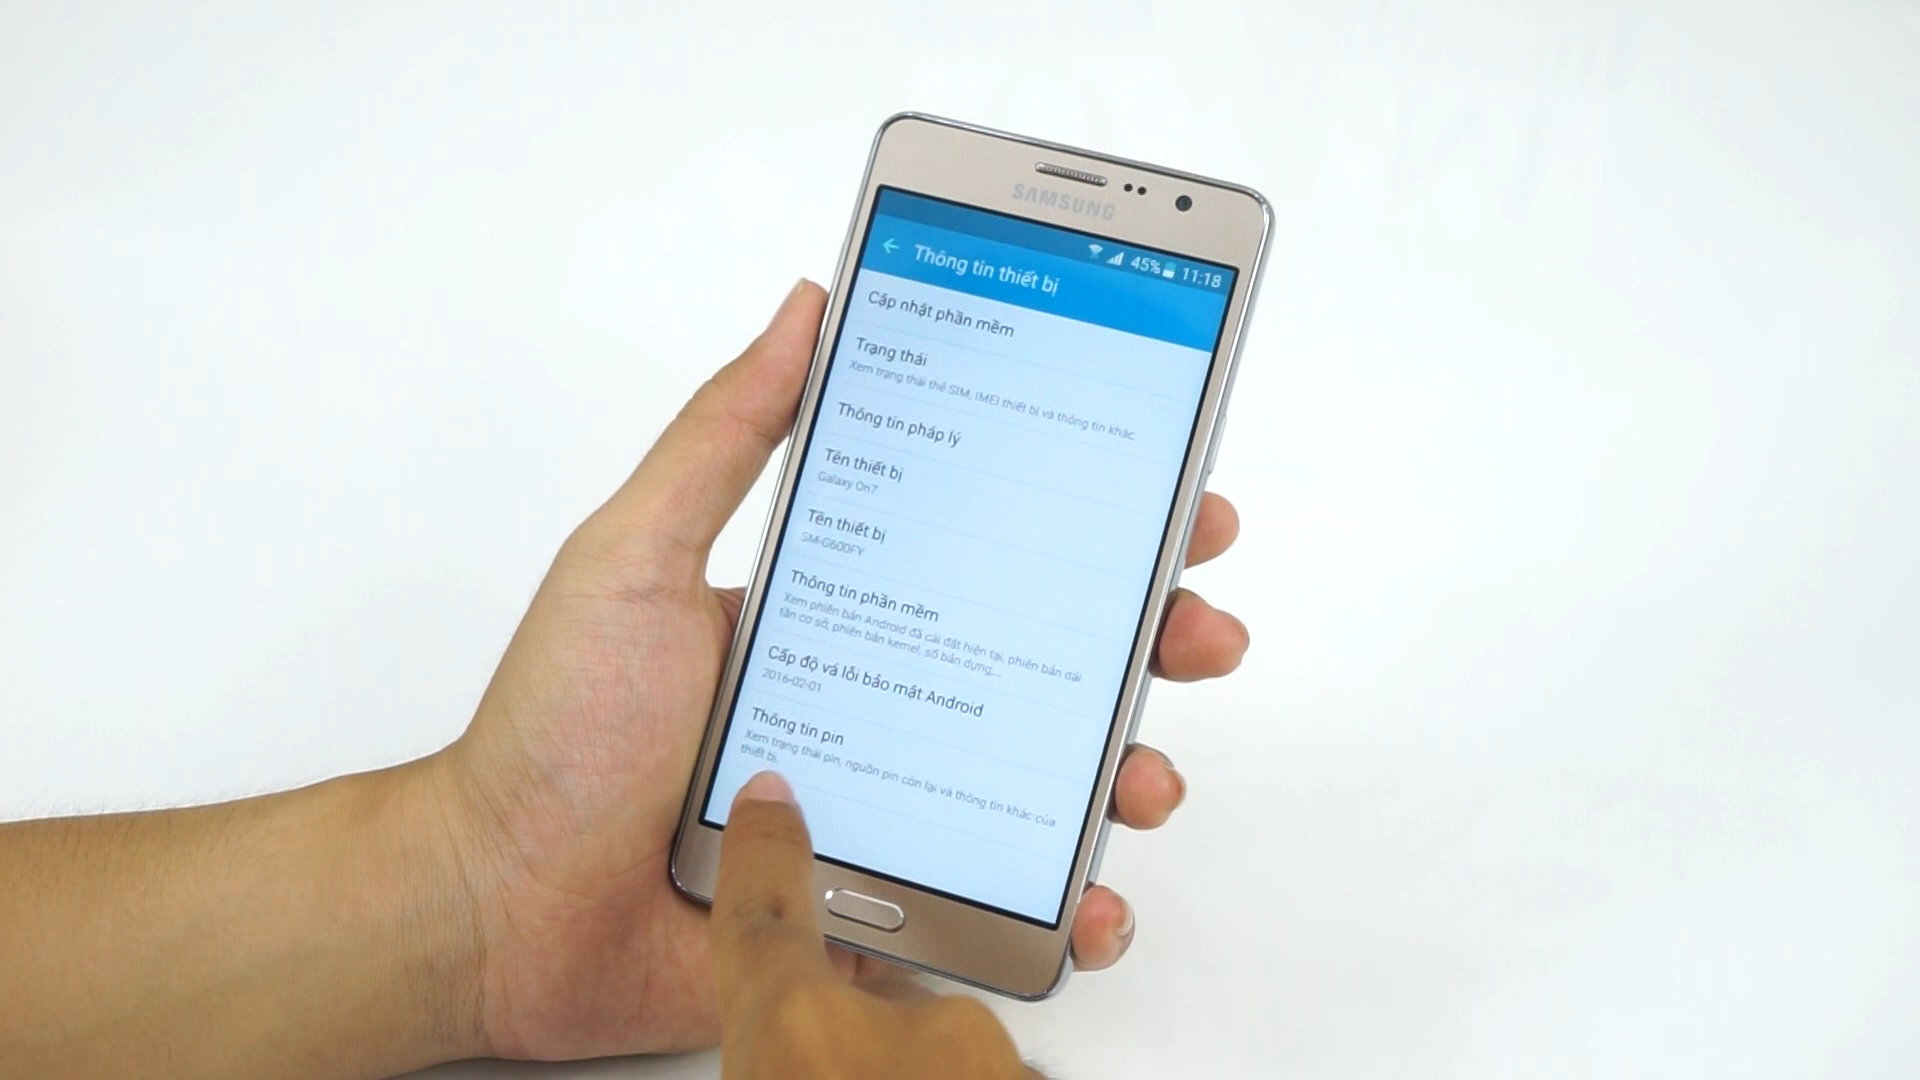 SAMSUNG
45% 11:18
Thông tin thiết bị
Cập nhật phần mềm
Trạng thái
Xem trạng thái thẻ SIM, IMEI thiết bị và thông tin khác.
Thông tin pháp lý
Tên thiết bị
Galaxy On7
Tên thiết bị
SM-G600FY
Thông tin phần mềm
Xem phiên bản Android đã cài đặt hiện tại, phiên bản dải
tần cơ sở, phiên bản kernel, số bản dựng,...
Cấp độ vá lỗi bảo mật Android
2016-02-01
Thông tin pin
Xem trạng thái pin, nguồn pin còn lại và thông tin khác của
thiết bị.